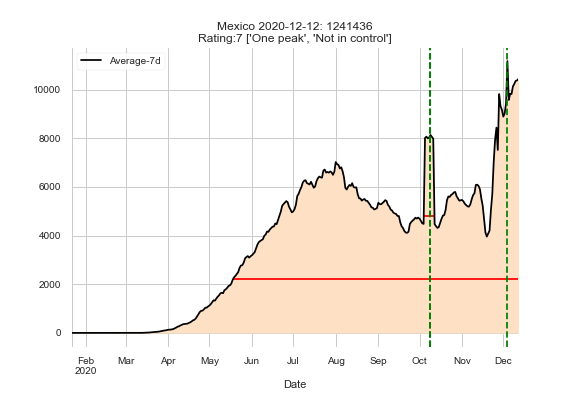 Mexico 2020-12-12: 1241436
Rating:7 ['One peak', 'Not in control']
Average-7d
10000
8000
6000
4000
2000
0
Feb Mar Apr May Jun Jul Aug Sep Oct Nov Dec
2020
Date